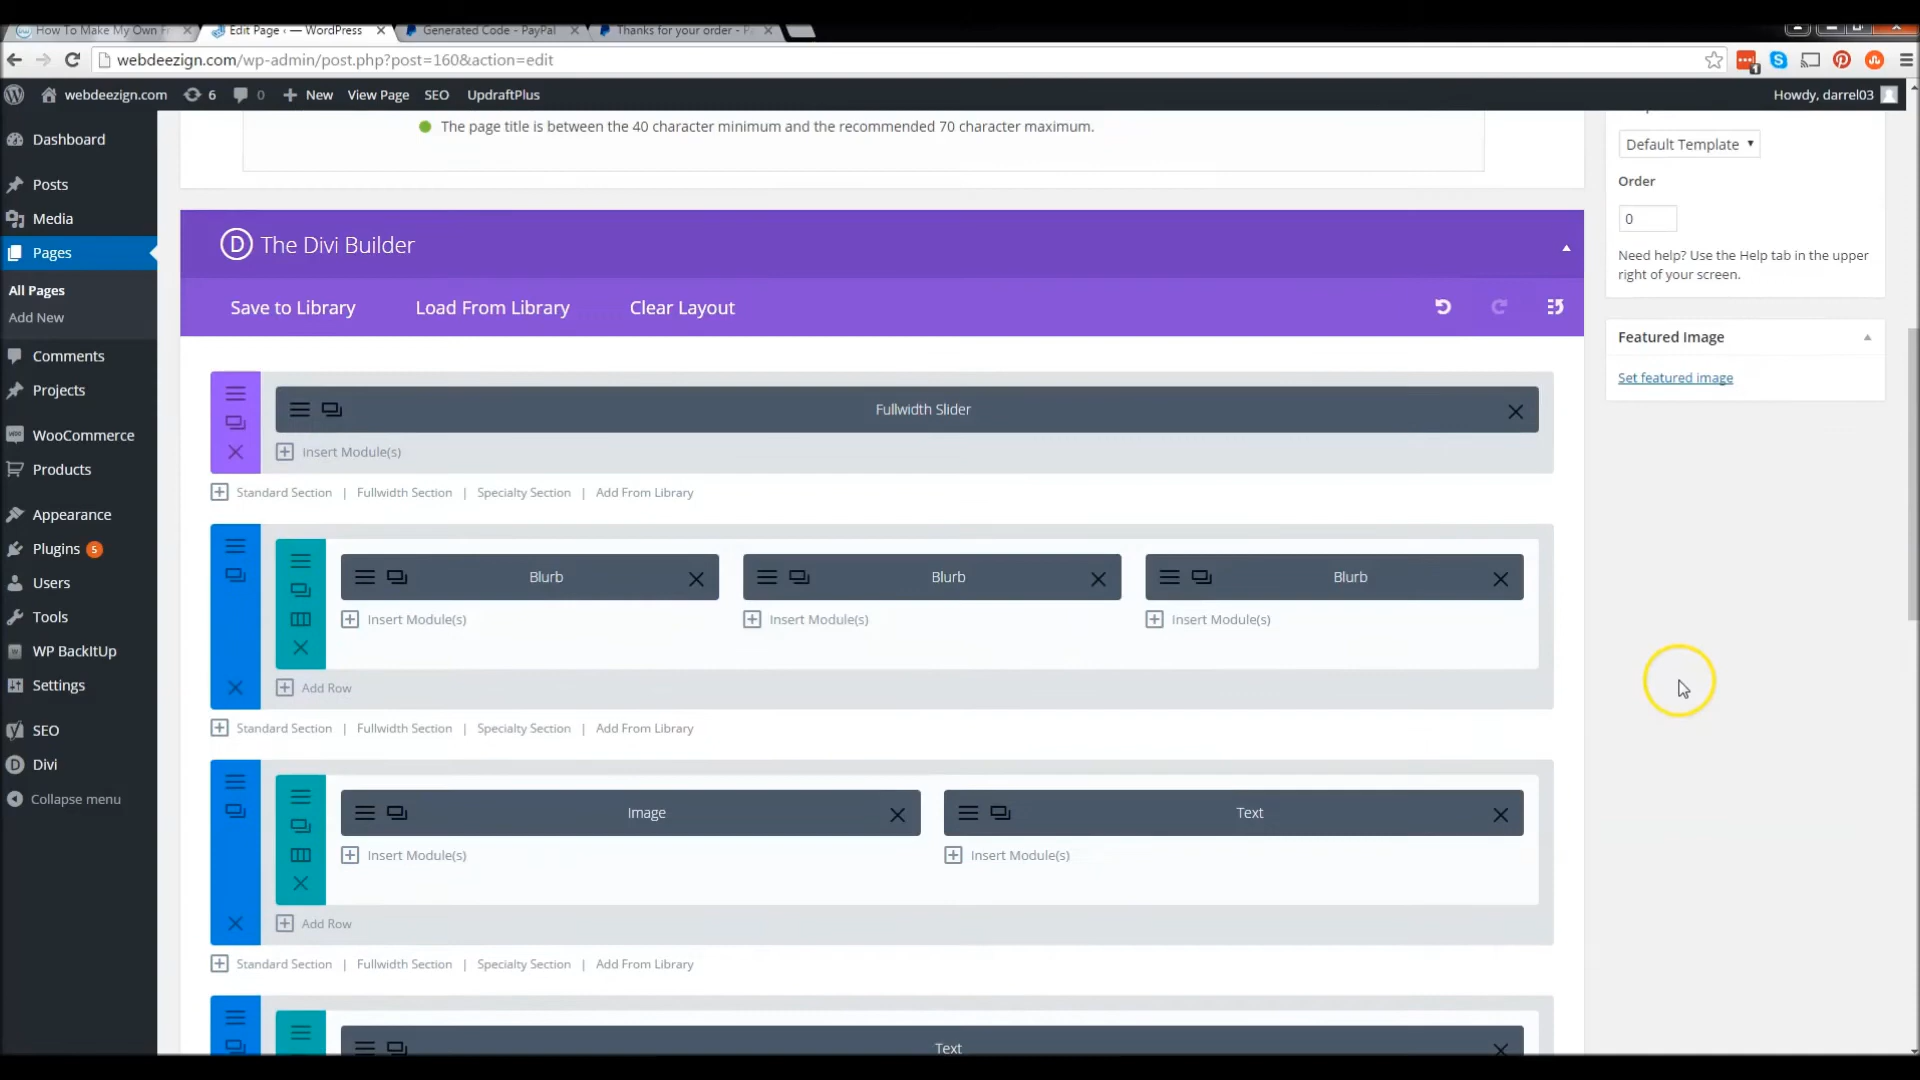 How To Make My Own F
Edit Page ‹ — WordPress
Generated Code - PayPal
Thanks for your order - P
webdeezign.com/wp-admin/post.php?post=160&action=edit
1
webdeezign.com
6
0
New
View Page
SEO
UpdraftPlus
Howdy, darrel03
Dashboard
Posts
Media
Pages
All Pages
Add New
Comments
Projects
WooCommerce
Products
Appearance
Plugins 5
Users
Tools
WP BackItUp
Settings
SEO
Divi
Collapse menu
The page title is between the 40 character minimum and the recommended 70 character maximum.
D The Divi Builder
Save to Library
Load From Library
Clear Layout
Fullwidth Slider
Insert Module(s)
Standard Section | Fullwidth Section | Specialty Section | Add From Library
Blurb
Blurb
Blurb
Insert Module(s)
Insert Module(s)
Insert Module(s)
Add Row
Standard Section | Fullwidth Section | Specialty Section | Add From Library
Image
Text
Insert Module(s)
Insert Module(s)
Add Row
Standard Section | Fullwidth Section | Specialty Section | Add From Library
Text
Default Template
Order
0
Need help? Use the Help tab in the upper
right of your screen.
Featured Image
Set featured image